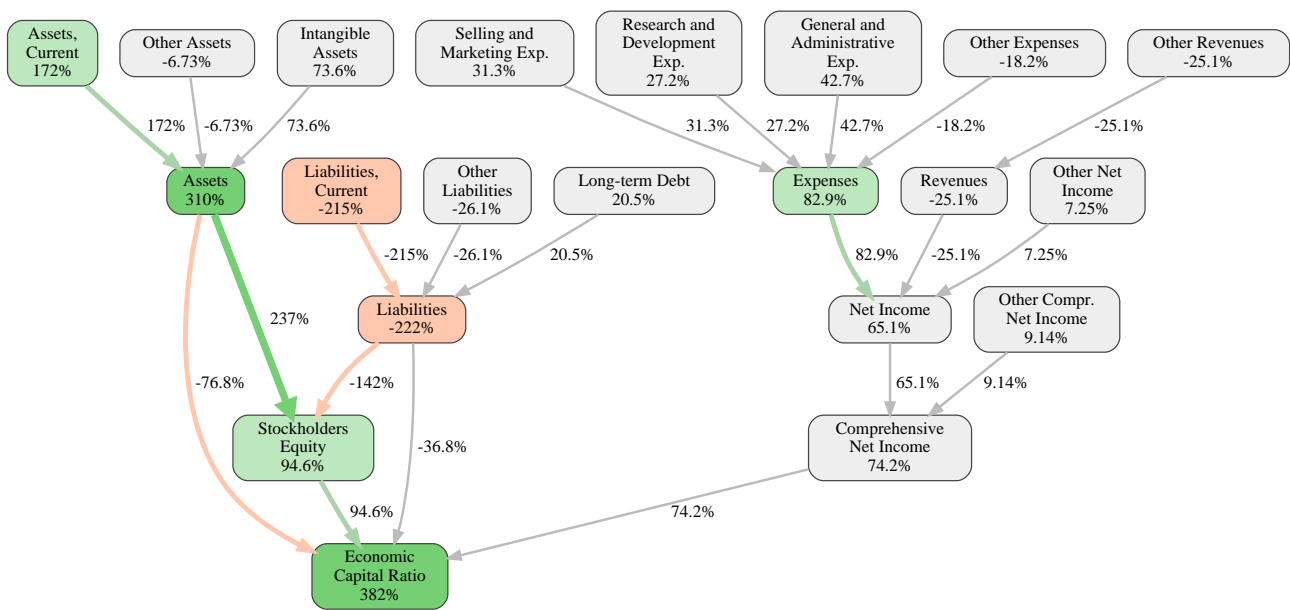 Assets,
Current
172%
Other Assets
-6.73%
Intangible
Assets
73.6%
Selling and
Marketing Exp.
31.3%
Research and
Development
Exp.
27.2%
General and
Administrative
Exp.
42.7%
Other Expenses
-18.2%
Other Revenues
-25.1%
172%
-6.73%
73.6%
31.3%
27.2%
42.7%
-18.2%
-25.1%
Assets
310%
Liabilities,
Current
-215%
Other
Liabilities
-26.1%
Long-term Debt
20.5%
Expenses
82.9%
Revenues
-25.1%
Other Net
Income
7.25%
-215%
-26.1%
20.5%
82.9%
-25.1%
7.25%
237%
Liabilities
-222%
Net Income
65.1%
Other Compr.
Net Income
9.14%
-76.8%
-142%
65.1%
9.14%
Stockholders
Equity
94.6%
-36.8%
Comprehensive
Net Income
74.2%
94.6%
74.2%
Economic
Capital Ratio
382%